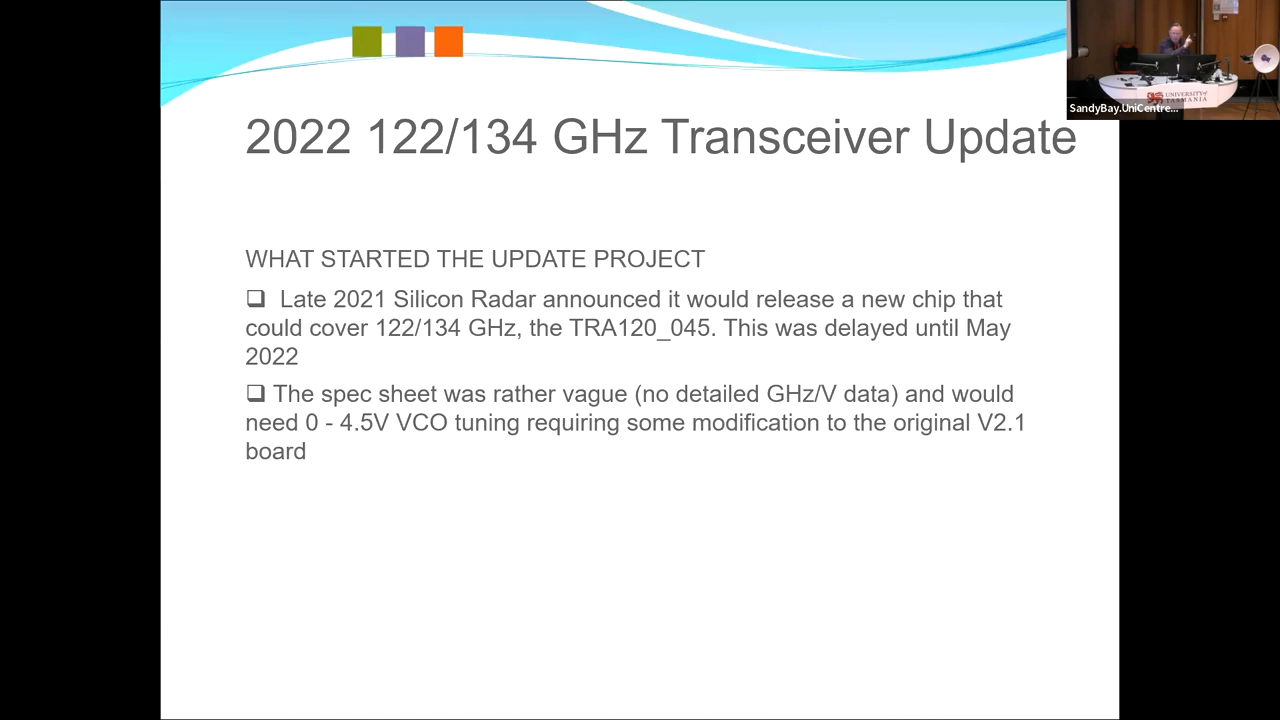 2022 122/134 GHz Transceiver Update
WHAT STARTED THE UPDATE PROJECT
❑ Late 2021 Silicon Radar announced it would release a new chip that
could cover 122/134 GHz, the TRA120_045. This was delayed until May
2022
❑ The spec sheet was rather vague (no detailed GHz/V data) and would
need 0 - 4.5V VCO tuning requiring some modification to the original V2.1
board
UNIVERSITY of
TASMANIA
SandyBay.UniCentre...